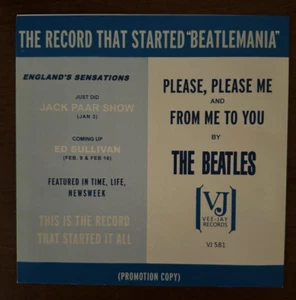 THE RECORD THAT STARTED "BEATLEMANIA"
ENGLAND'S SENSATIONS
JUST DID
JACK PAAR SHOW
(JAN 3)
COMING UP
ED SULLIVAN
(FEB. 9 & FEB 16)
FEATURED IN TIME, LIFE,
NEWSWEEK
THIS IS THE RECORD
THAT STARTED IT ALL
PLEASE, PLEASE ME
AND
FROM ME TO YOU
BY
THE BEATLES
VJ
VEE-JAY
RECORDS
VJ 581
(PROMOTION COPY)